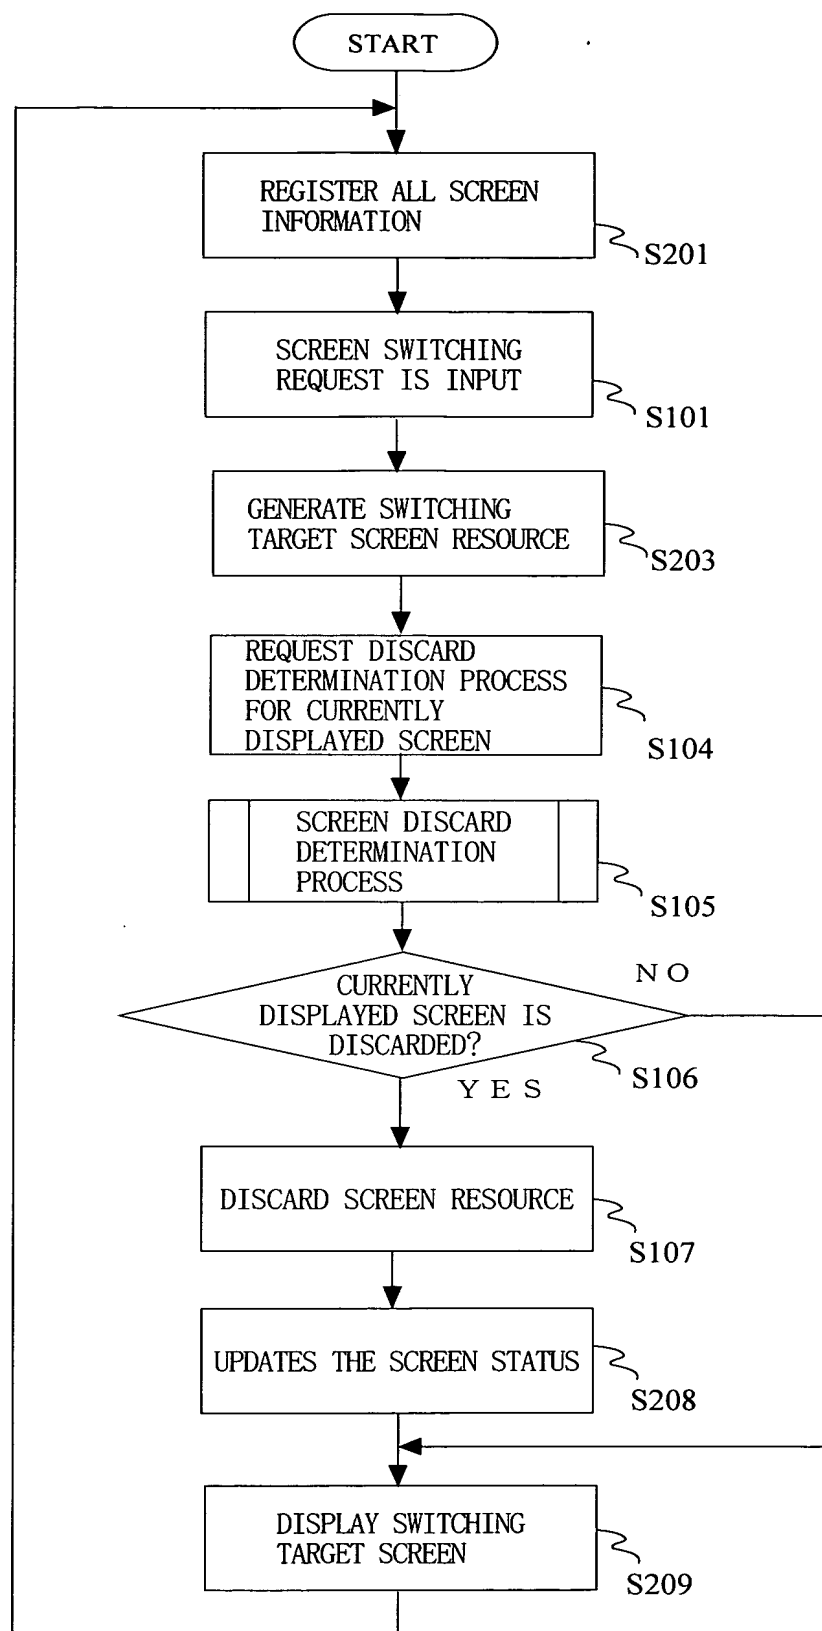 START
REGISTER ALL SCREEN
INFORMATION
S201
SCREEN SWITCHING
REQUEST IS INPUT
S101
GENERATE SWITCHING
TARGET SCREEN RESOURCE
S203
REQUEST DISCARD
DETERMINATION PROCESS
FOR CURRENTLY
DISPLAYED SCREEN
S104
SCREEN DISCARD
DETERMINATION
PROCESS
S105
NO
CURRENTLY
DISPLAYED SCREEN IS
DISCARDED?
S106
YES
DISCARD SCREEN RESOURCE
S107
UPDATES THE SCREEN STATUS
S208
DISPLAY SWITCHING
TARGET SCREEN
S209